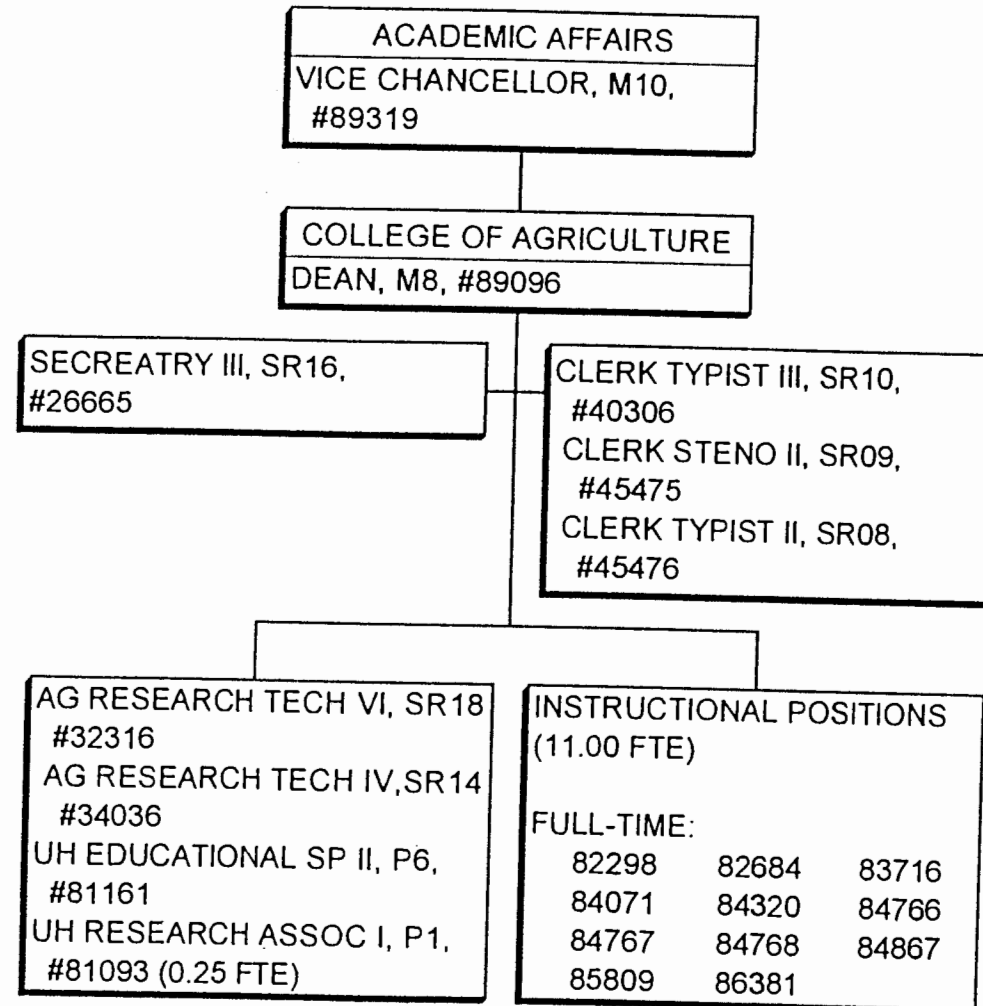 ACADEMIC AFFAIRS
VICE CHANCELLOR, M10,
#89319
COLLEGE OF AGRICULTURE
DEAN, M8, #89096
SECREATRY III, SR16,
#26665
CLERK TYPIST III, SR10,
#40306
CLERK STENO II, SR09,
#45475
CLERK TYPIST II, SR08,
#45476
AG RESEARCH TECH VI, SR18
#32316
AG RESEARCH TECH IV,SR14
#34036
UH EDUCATIONAL SP II, P6,
#81161
UH RESEARCH ASSOC I, P1,
#81093 (0.25 FTE)
INSTRUCTIONAL POSITIONS
(11.00 FTE)
FULL-TIME:
82298 82684 83716
84071 84320 84766
84767 84768 84867
85809 86381